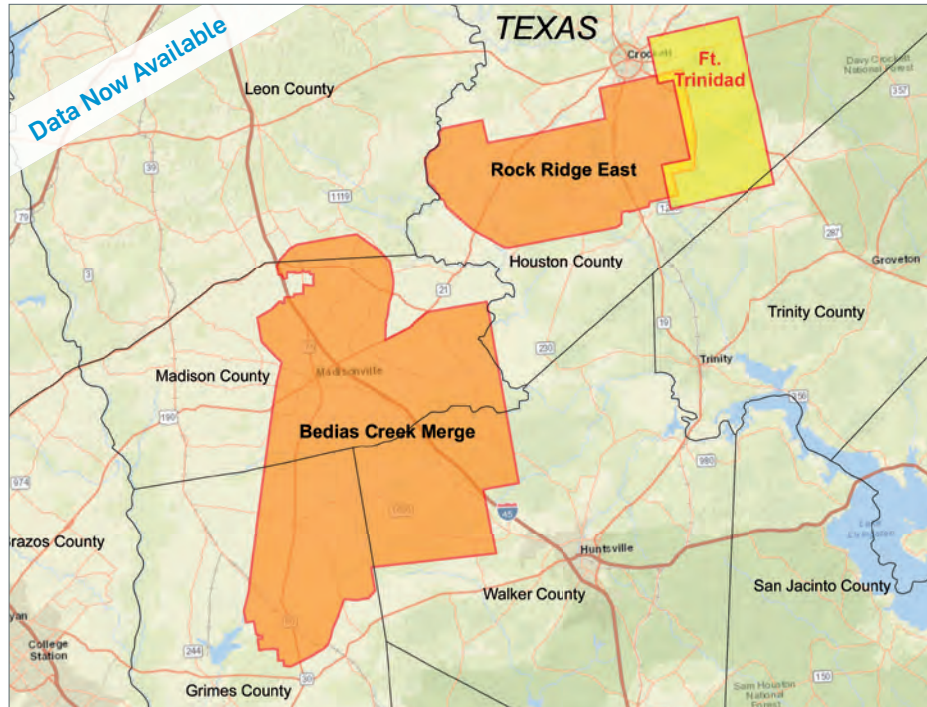 Data Now Available
TEXAS
Crockett
Ft.
Trinidad
Davy Crockett
National Forest
357
Leon County
39
Rock Ridge East
1119
79
287
Houston County
Groveton
3
21
Trinity County
19
230
Trinity
Madison County
Madisonville
190
356
Bedias Creek Merge
980
974
45
Brazos County
Huntsville
Walker County
San Jacinto County
College
Station
244
30
Grimes County
150
Sam Houston
National
Forest